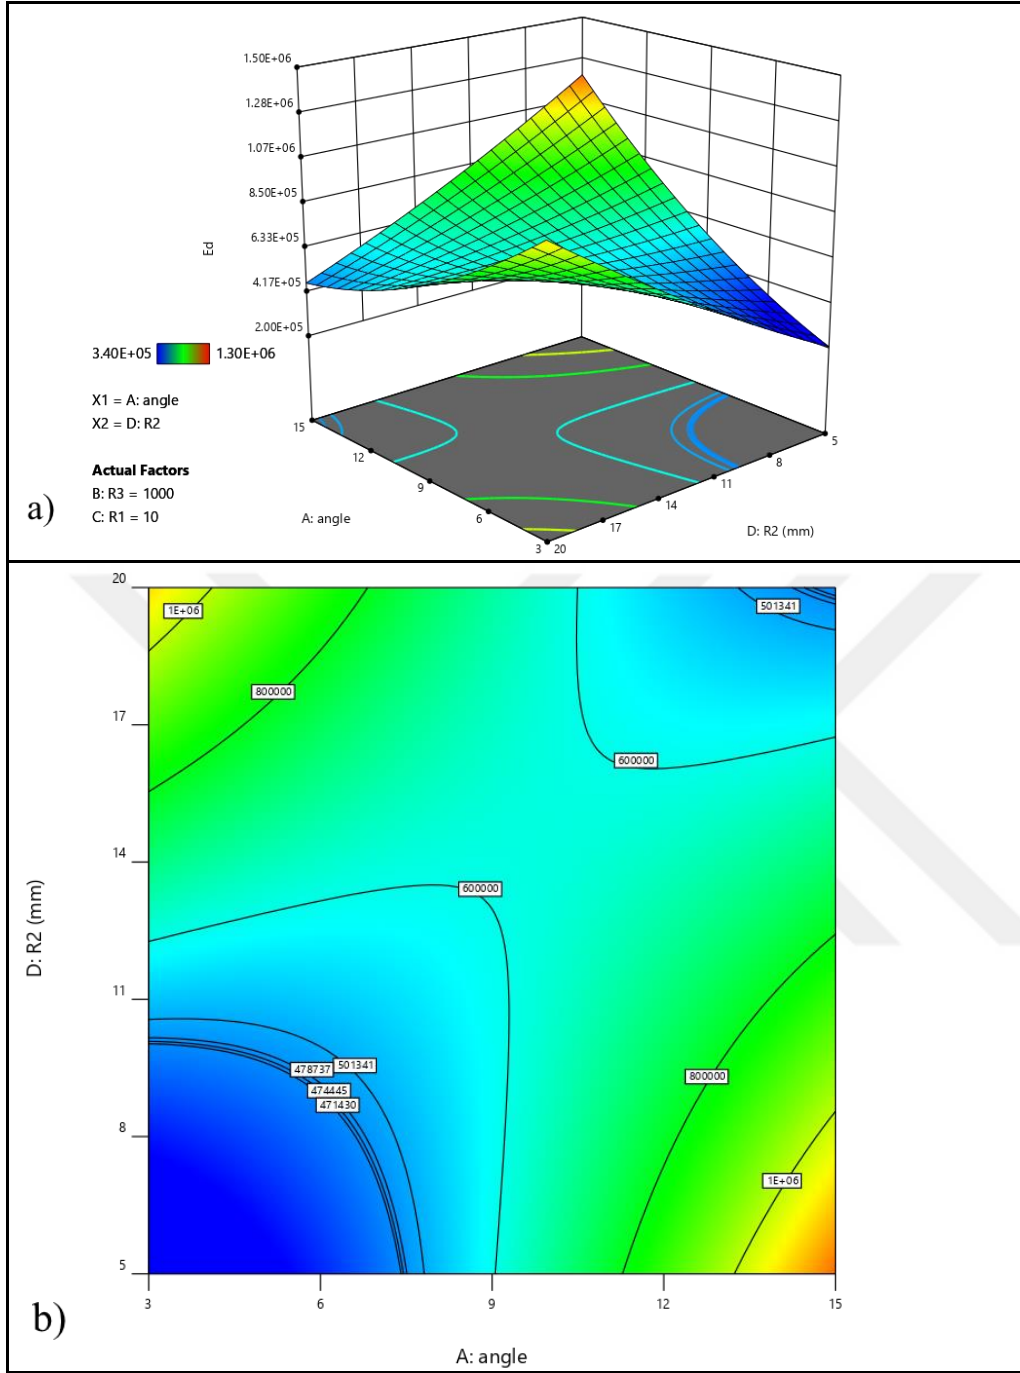 1.50E+06
1.28E+06
1.07E+06
8.50E+05
6.33E+05
4.17E+05
2.00E+05
Ed
3.40E+05 1.30E+06
X1 = A: angle
X2 = D: R2
Actual Factors
B: R3 = 1000
C: R1 = 10
a)
15
12
9
6
3
A: angle
20
17
14
11
8
5
D: R2 (mm)
20
17
14
11
8
5
D: R2 (mm)
1E+06
800000
501341
600000
600000
478737
501341
474445
471430
800000
1E+06
3
6
9
12
15
A: angle
b)